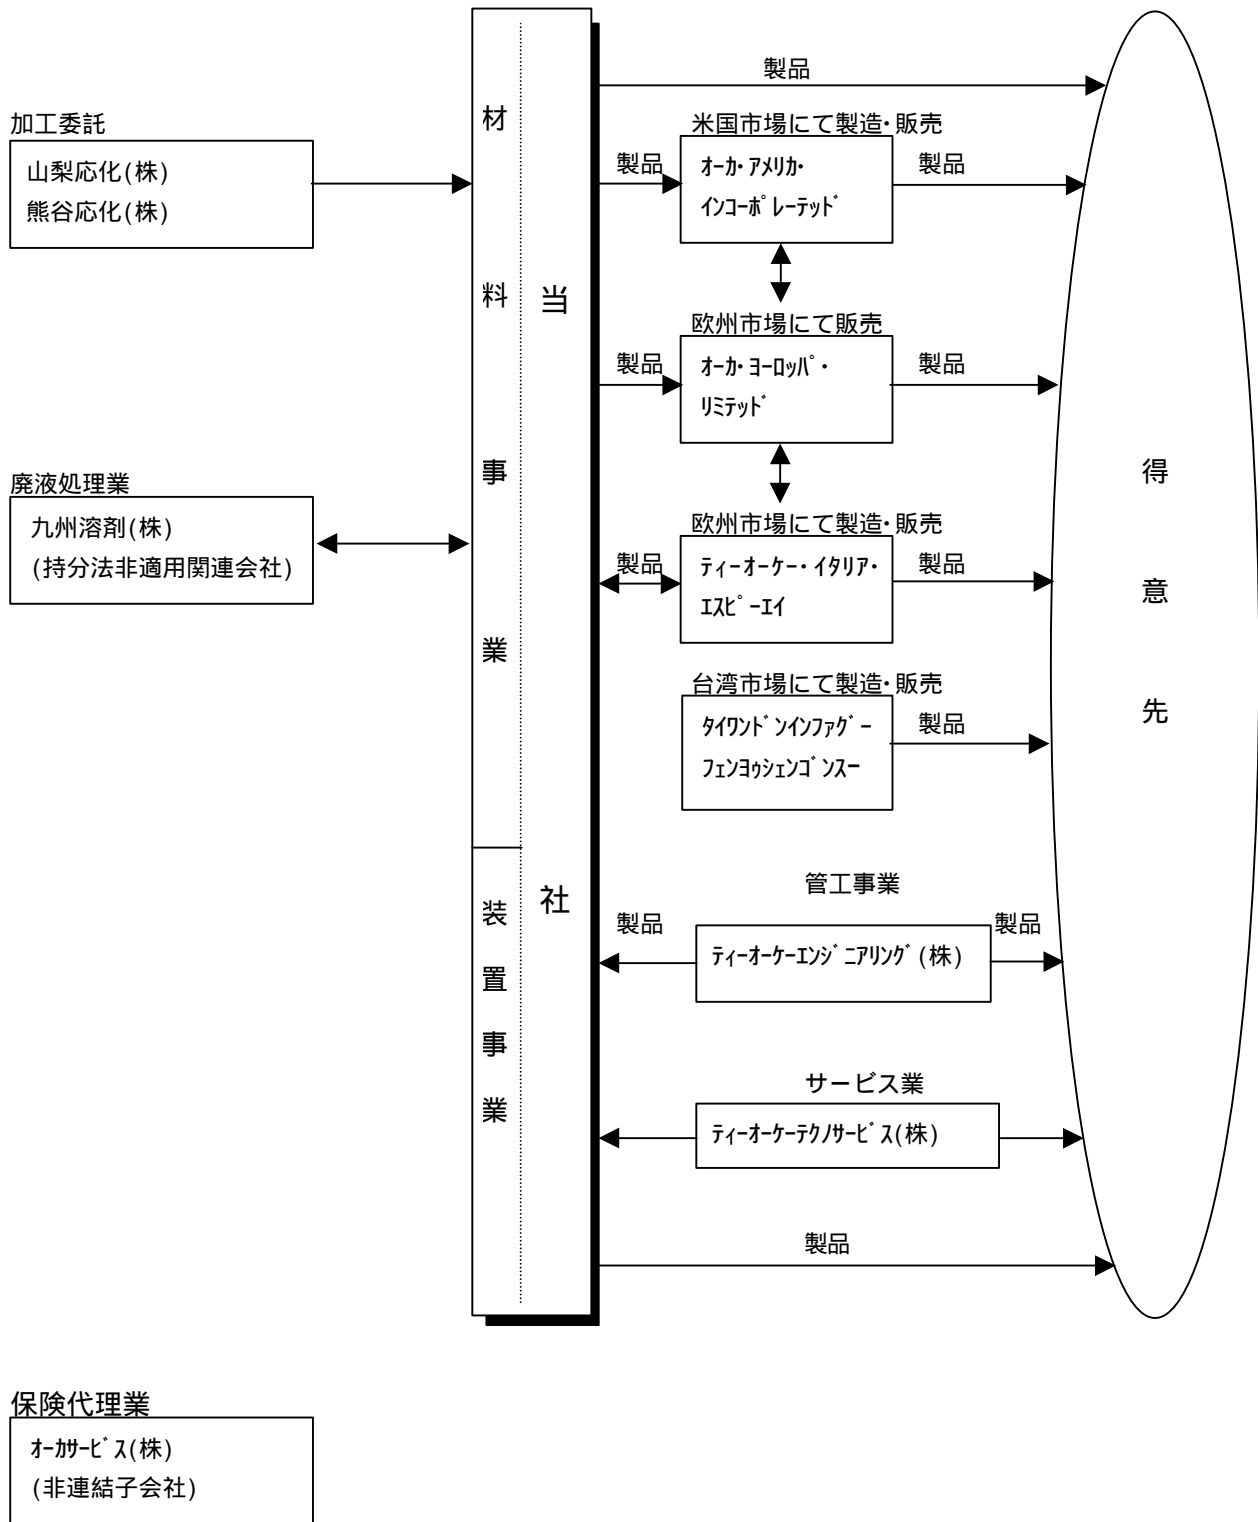 製品
加工委託
山梨応化(株)
熊谷応化(株)
材料事業
当社
米国市場にて製造・販売
製品
オーカ・アメリカ・
インコーポレーテッド
製品
欧州市場にて販売
製品
オーカ・ヨーロッパ・
リミテッド
製品
廃液処理業
九州溶剤(株)
(持分法非適用関連会社)
欧州市場にて製造・販売
製品
ティーオーケー・イタリア・
エスピーエイ
製品
得意先
台湾市場にて製造・販売
タイワンドンインファグー
フェンヨゥシェンゴンスー
製品
装置事業
管工事業
製品
ティーオーケーエンジニアリング(株)
製品
サービス業
ティーオーケーテクノサービス(株)
製品
保険代理業
オーカサービス(株)
(非連結子会社)